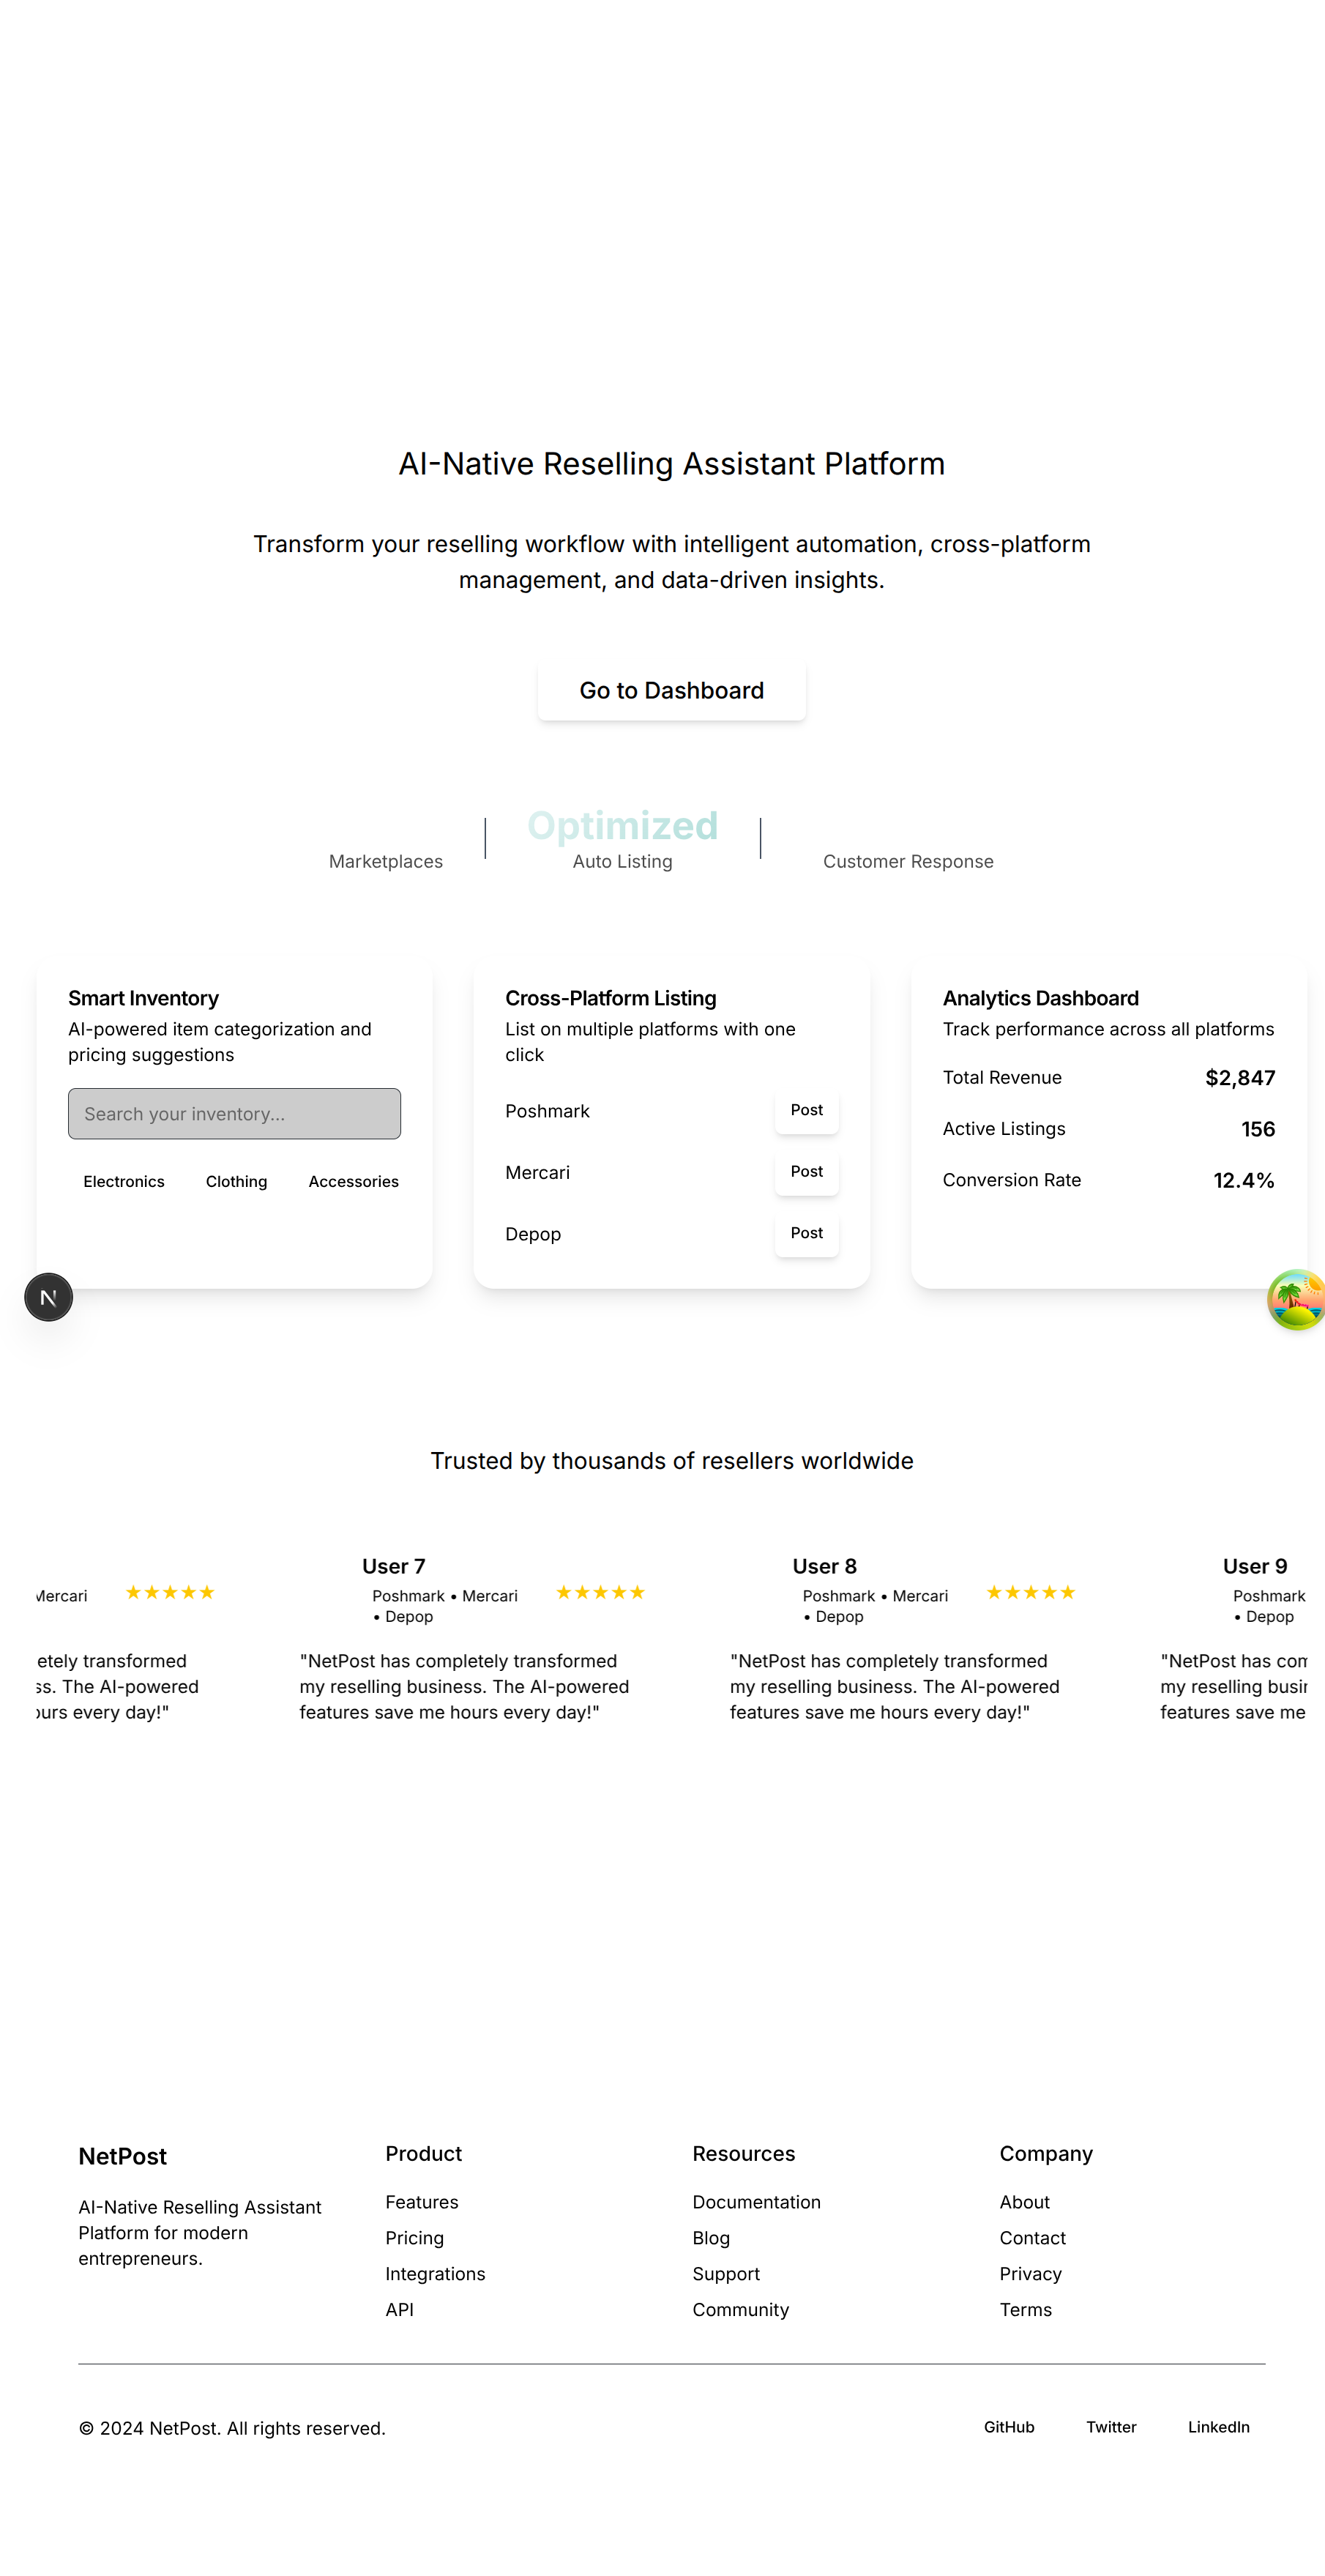 AI-Native Reselling Assistant Platform
Transform your reselling workflow with intelligent automation, cross-platform
management, and data-driven insights.
Go to Dashboard
Optimized
Marketplaces
Auto Listing
Customer Response
Smart Inventory
AI-powered item categorization and
pricing suggestions
Search your inventory...
Electronics
Clothing
Accessories
Cross-Platform Listing
List on multiple platforms with one
click
Poshmark
Post
Mercari
Post
Depop
Post
Analytics Dashboard
Track performance across all platforms
Total Revenue
$2,847
Active Listings
156
Conversion Rate
12.4%
N
Trusted by thousands of resellers worldwide
Mercari
★★★★★
etely transformed
ss. The AI-powered
ours every day!"
User 7
Poshmark • Mercari
• Depop
★★★★★
"NetPost has completely transformed
my reselling business. The AI-powered
features save me hours every day!"
User 8
Poshmark • Mercari
• Depop
★★★★★
"NetPost has completely transformed
my reselling business. The AI-powered
features save me hours every day!"
User 9
Poshmark
• Depop
"NetPost has com
my reselling busin
features save me
NetPost
AI-Native Reselling Assistant
Platform for modern
entrepreneurs.
Product
Features
Pricing
Integrations
API
Resources
Documentation
Blog
Support
Community
Company
About
Contact
Privacy
Terms
© 2024 NetPost. All rights reserved.
GitHub
Twitter
LinkedIn